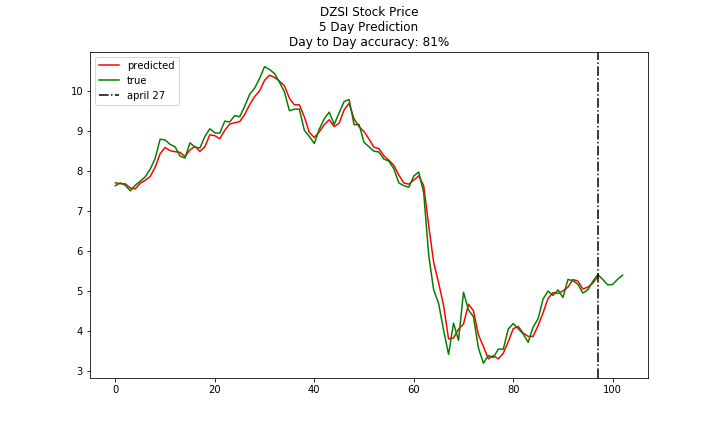 DZSI Stock Price
5 Day Prediction
Day to Day accuracy: 81%
predicted
true
april 27
10
9
8
7
6
5
4
3
0 20 40 60 80 100